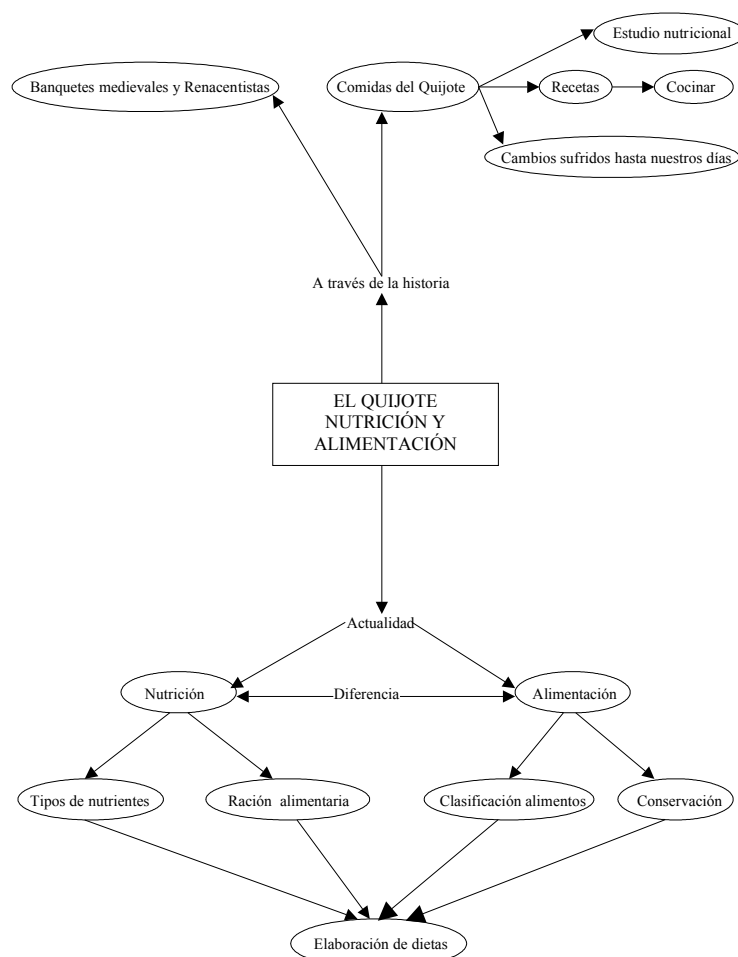 Estudio nutricional
Banquetes medievales y Renacentistas
Comidas del Quijote
Recetas
Cocinar
Cambios sufridos hasta nuestros días
A través de la historia
EL QUIJOTE
NUTRICIÓN Y
ALIMENTACIÓN
Actualidad
Nutrición
Diferencia
Alimentación
Tipos de nutrientes
Ración alimentaria
Clasificación alimentos
Conservación
Elaboración de dietas